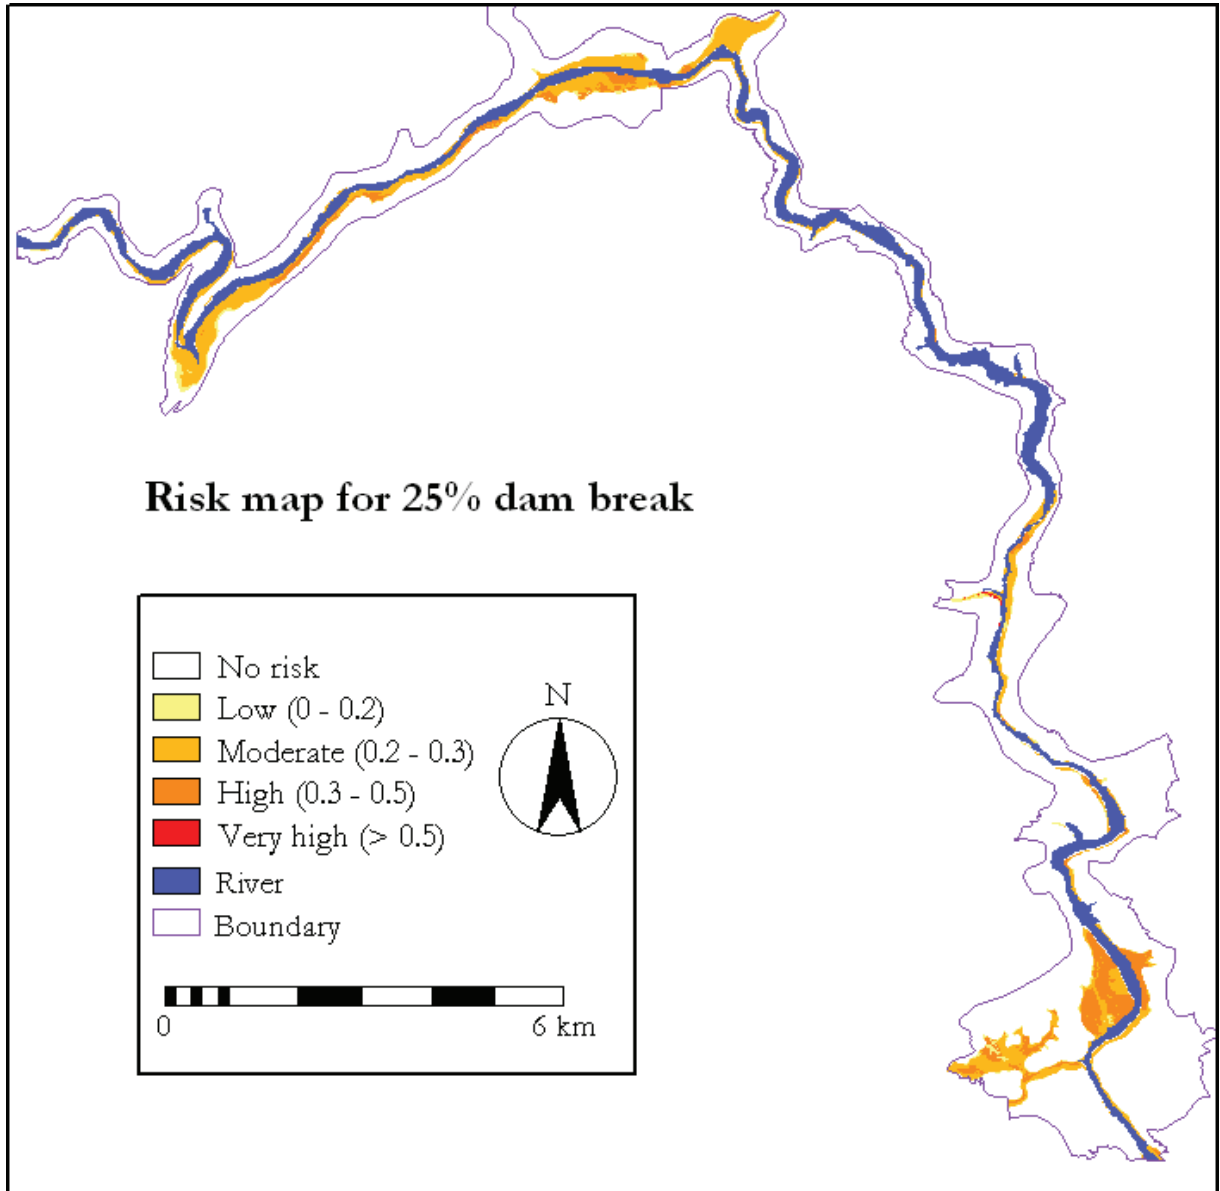 Risk map for 25% dam break
No risk
Low (0 - 0.2)
Moderate (0.2 - 0.3)
High (0.3 - 0.5)
Very high (> 0.5)
River
Boundary
N
0 6 km